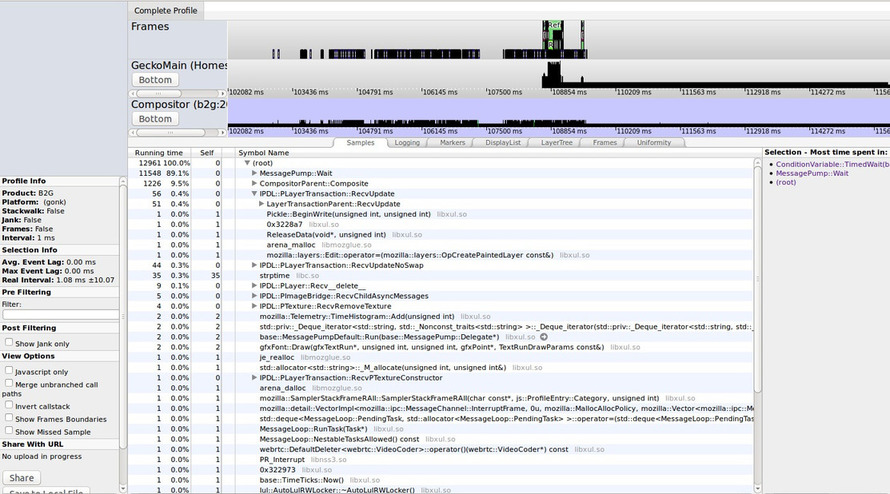 Complete Profile
Frames
Ref
GeckoMain (Homes
Bottom
102082 ms 103436 ms 104791 ms 106145 ms 107500 ms 108854 ms 110209 ms 111563 ms 112918 ms 114272 ms 1156
Compositor (b2g:20
Bottom
102082 ms 103436 ms 104791 ms 106145 ms 107500 ms 108854 ms 110209 ms 111563 ms 112918 ms 114272 ms 1156
Samples Logging Markers DisplayList LayerTree Frames Uniformity
Running time Self Symbol Name
12961 100.0% 0 (root)
11548 89.1% 0 MessagePump::Wait
1226 9.5% 0 CompositorParent::Composite
56 0.4% 0 IPDL::PLayerTransaction::RecvUpdate
51 0.4% 0 LayerTransactionParent::RecvUpdate
1 0.0% 1 Pickle::BeginWrite(unsigned int, unsigned int) libxul.so
1 0.0% 1 0x3228a7 libxul.so
1 0.0% 1 ReleaseData(void*, unsigned int) libxul.so
1 0.0% 1 arena_malloc libmozglue.so
1 0.0% 1 mozilla::layers::Edit::operator=(mozilla::layers::OpCreatePaintedLayer const&) libxul.so
44 0.3% 0 IPDL::PLayerTransaction::RecvUpdateNoSwap
35 0.3% 35 strptime libc.so
9 0.1% 0 IPDL::PLayer::Recv__delete__
5 0.0% 0 IPDL::PImageBridge::RecvChildAsyncMessages
4 0.0% 0 IPDL::PTexture::RecvRemoveTexture
2 0.0% 2 mozilla::Telemetry::TimeHistogram::Add(unsigned int) libxul.so
2 0.0% 2 std::priv::_Deque_iterator<std::string, std::_Nonconst_traits<std::string> >::_Deque_iterator(std::priv::_Deque_iterator<std::string, std::
2 0.0% 2 base::MessagePumpDefault::Run(base::MessagePump::Delegate*) libxul.so
2 0.0% 2 gfxFont::Draw(gfxTextRun*, unsigned int, unsigned int, gfxPoint*, TextRunDrawParams const&) libxul.so
1 0.0% 1 je_realloc libmozglue.so
1 0.0% 1 std::allocator<std::string>::_M_allocate(unsigned int, unsigned int&) libxul.so
1 0.0% 0 IPDL::PLayerTransaction::RecvPTextureConstructor
1 0.0% 1 arena_dalloc libmozglue.so
1 0.0% 1 mozilla::SamplerStackFrameRAII::SamplerStackFrameRAII(char const*, js::ProfileEntry::Category, unsigned int) libxul.so
1 0.0% 1 mozilla::detail::VectorImpl<mozilla::ipc::MessageChannel::InterruptFrame, 0u, mozilla::MallocAllocPolicy, mozilla::Vector<mozilla::ipc::Me
1 0.0% 1 std::deque<MessageLoop::PendingTask, std::allocator<MessageLoop::PendingTask> >::operator=(std::deque<MessageLoop::PendingTask, st
1 0.0% 1 MessageLoop::RunTask(Task*) libxul.so
1 0.0% 1 MessageLoop::NestableTasksAllowed() const libxul.so
1 0.0% 1 webrtc::DefaultDeleter<webrtc::VideoCoder>::operator()(webrtc::VideoCoder*) const libxul.so
1 0.0% 1 PR_Interrupt libnss3.so
1 0.0% 1 0x322973 libxul.so
1 0.0% 1 base::TimeTicks::Now() libxul.so
1 0.0% 1 lul::AutoLulRWLocker::~AutoLulRWLocker() libxul.so
Selection - Most time spent in:
ConditionVariable::TimedWait(b
MessagePump::Wait
(root)
Profile Info
Product: B2G
Platform: (gonk)
Stackwalk: False
Jank: False
Frames: False
Interval: 1 ms
Selection Info
Avg. Event Lag: 0.00 ms
Max Event Lag: 0.00 ms
Real Interval: 1.08 ms ±10.07
Pre Filtering
Filter:
Post Filtering
Show Jank only
View Options
Javascript only
Merge unbranched call
paths
Invert callstack
Show Frames Boundaries
Show Missed Sample
Share With URL
No upload in progress
Share
Save to Local File